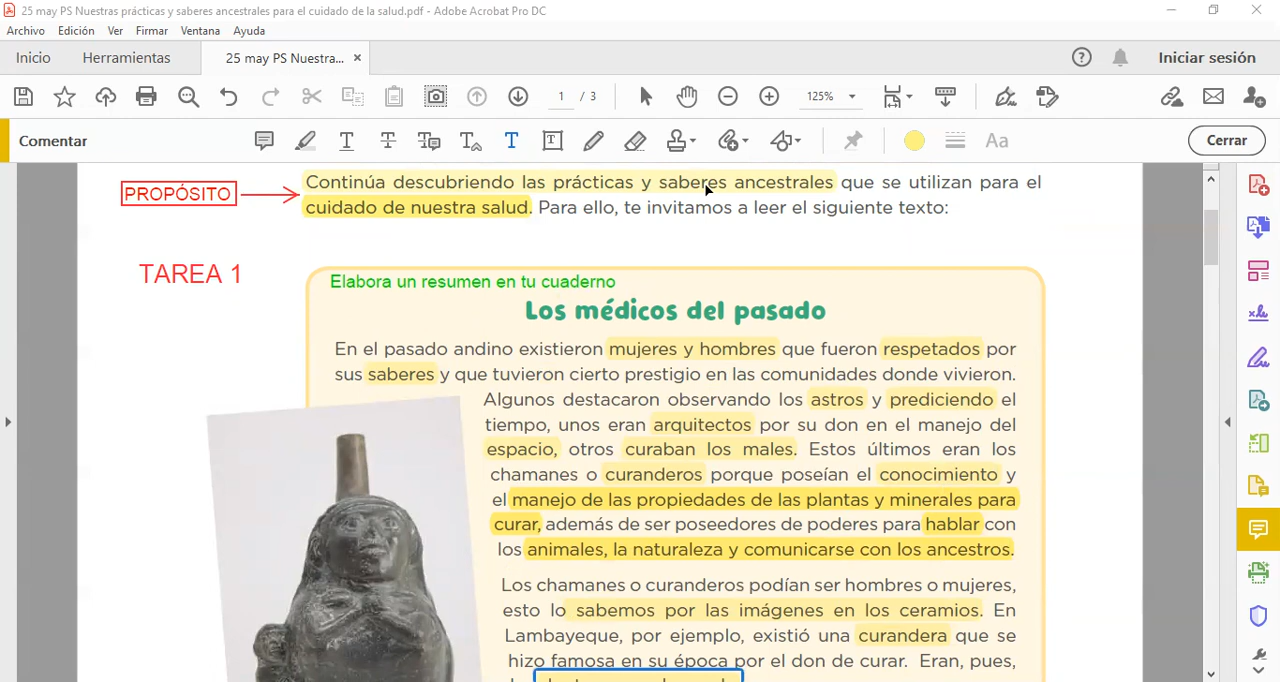 25 may PS Nuestras prácticas y saberes ancestrales para el cuidado de la salud.pdf - Adobe Acrobat Pro DC
Archivo Edición Ver Firmar Ventana Ayuda
Inicio Herramientas 25 may PS Nuestra... × Iniciar sesión
1 / 3 125%
Comentar Cerrar
PROPÓSITO Continúa descubriendo las prácticas y saberes ancestrales que se utilizan para el
cuidado de nuestra salud. Para ello, te invitamos a leer el siguiente texto:
TAREA 1
Elabora un resumen en tu cuaderno
Los médicos del pasado
En el pasado andino existieron mujeres y hombres que fueron respetados por
sus saberes y que tuvieron cierto prestigio en las comunidades donde vivieron.
Algunos destacaron observando los astros y prediciendo el
tiempo, unos eran arquitectos por su don en el manejo del
espacio, otros curaban los males. Estos últimos eran los
chamanes o curanderos porque poseían el conocimiento y
el manejo de las propiedades de las plantas y minerales para
curar, además de ser poseedores de poderes para hablar con
los animales, la naturaleza y comunicarse con los ancestros.
Los chamanes o curanderos podían ser hombres o mujeres,
esto lo sabemos por las imágenes en los ceramios. En
Lambayeque, por ejemplo, existió una curandera que se
hizo famosa en su época por el don de curar. Eran, pues,